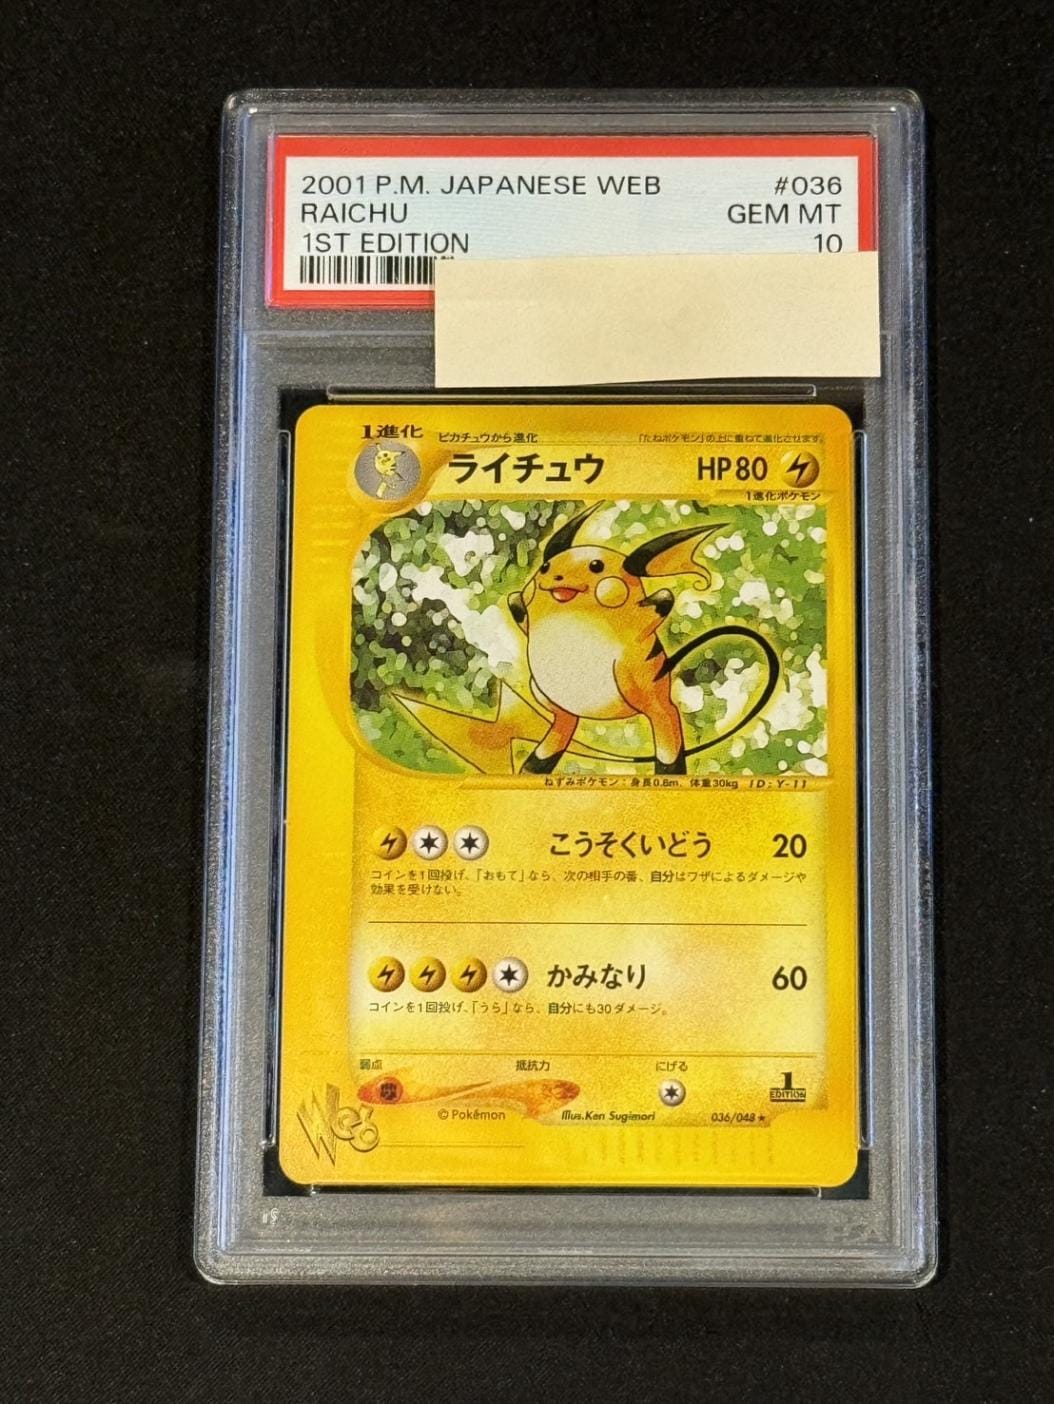 2001 P.M. JAPANESE WEB #036
RAICHU GEM MT
1ST EDITION 10
1進化
ピカチュウから進化
「たねポケモン」の上に重ねて進化させます。
ライチュウ HP80
1進化ポケモン
ねずみポケモン：身長0.8m、体重30kg ID:Y-11
こうそくいどう 20
コインを1回投げ、「おもて」なら、次の相手の番、自分はワザによるダメージや
効果を受けない。
かみなり 60
コインを1回投げ、「うら」なら、自分にも30ダメージ。
弱点 抵抗力 にげる
1
EDITION
Web
©Pokémon Illus.Ken Sugimori 036/048★
PSA